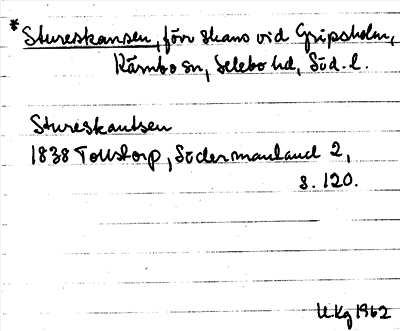 * Stureskansen, förr skans vid Gripsholm,
Kärnbo sn, Selebo hd, Söd. l.
Stureskantsen
1838 Tollstorp, Södermanland 2,
s. 120.
UKg 1962